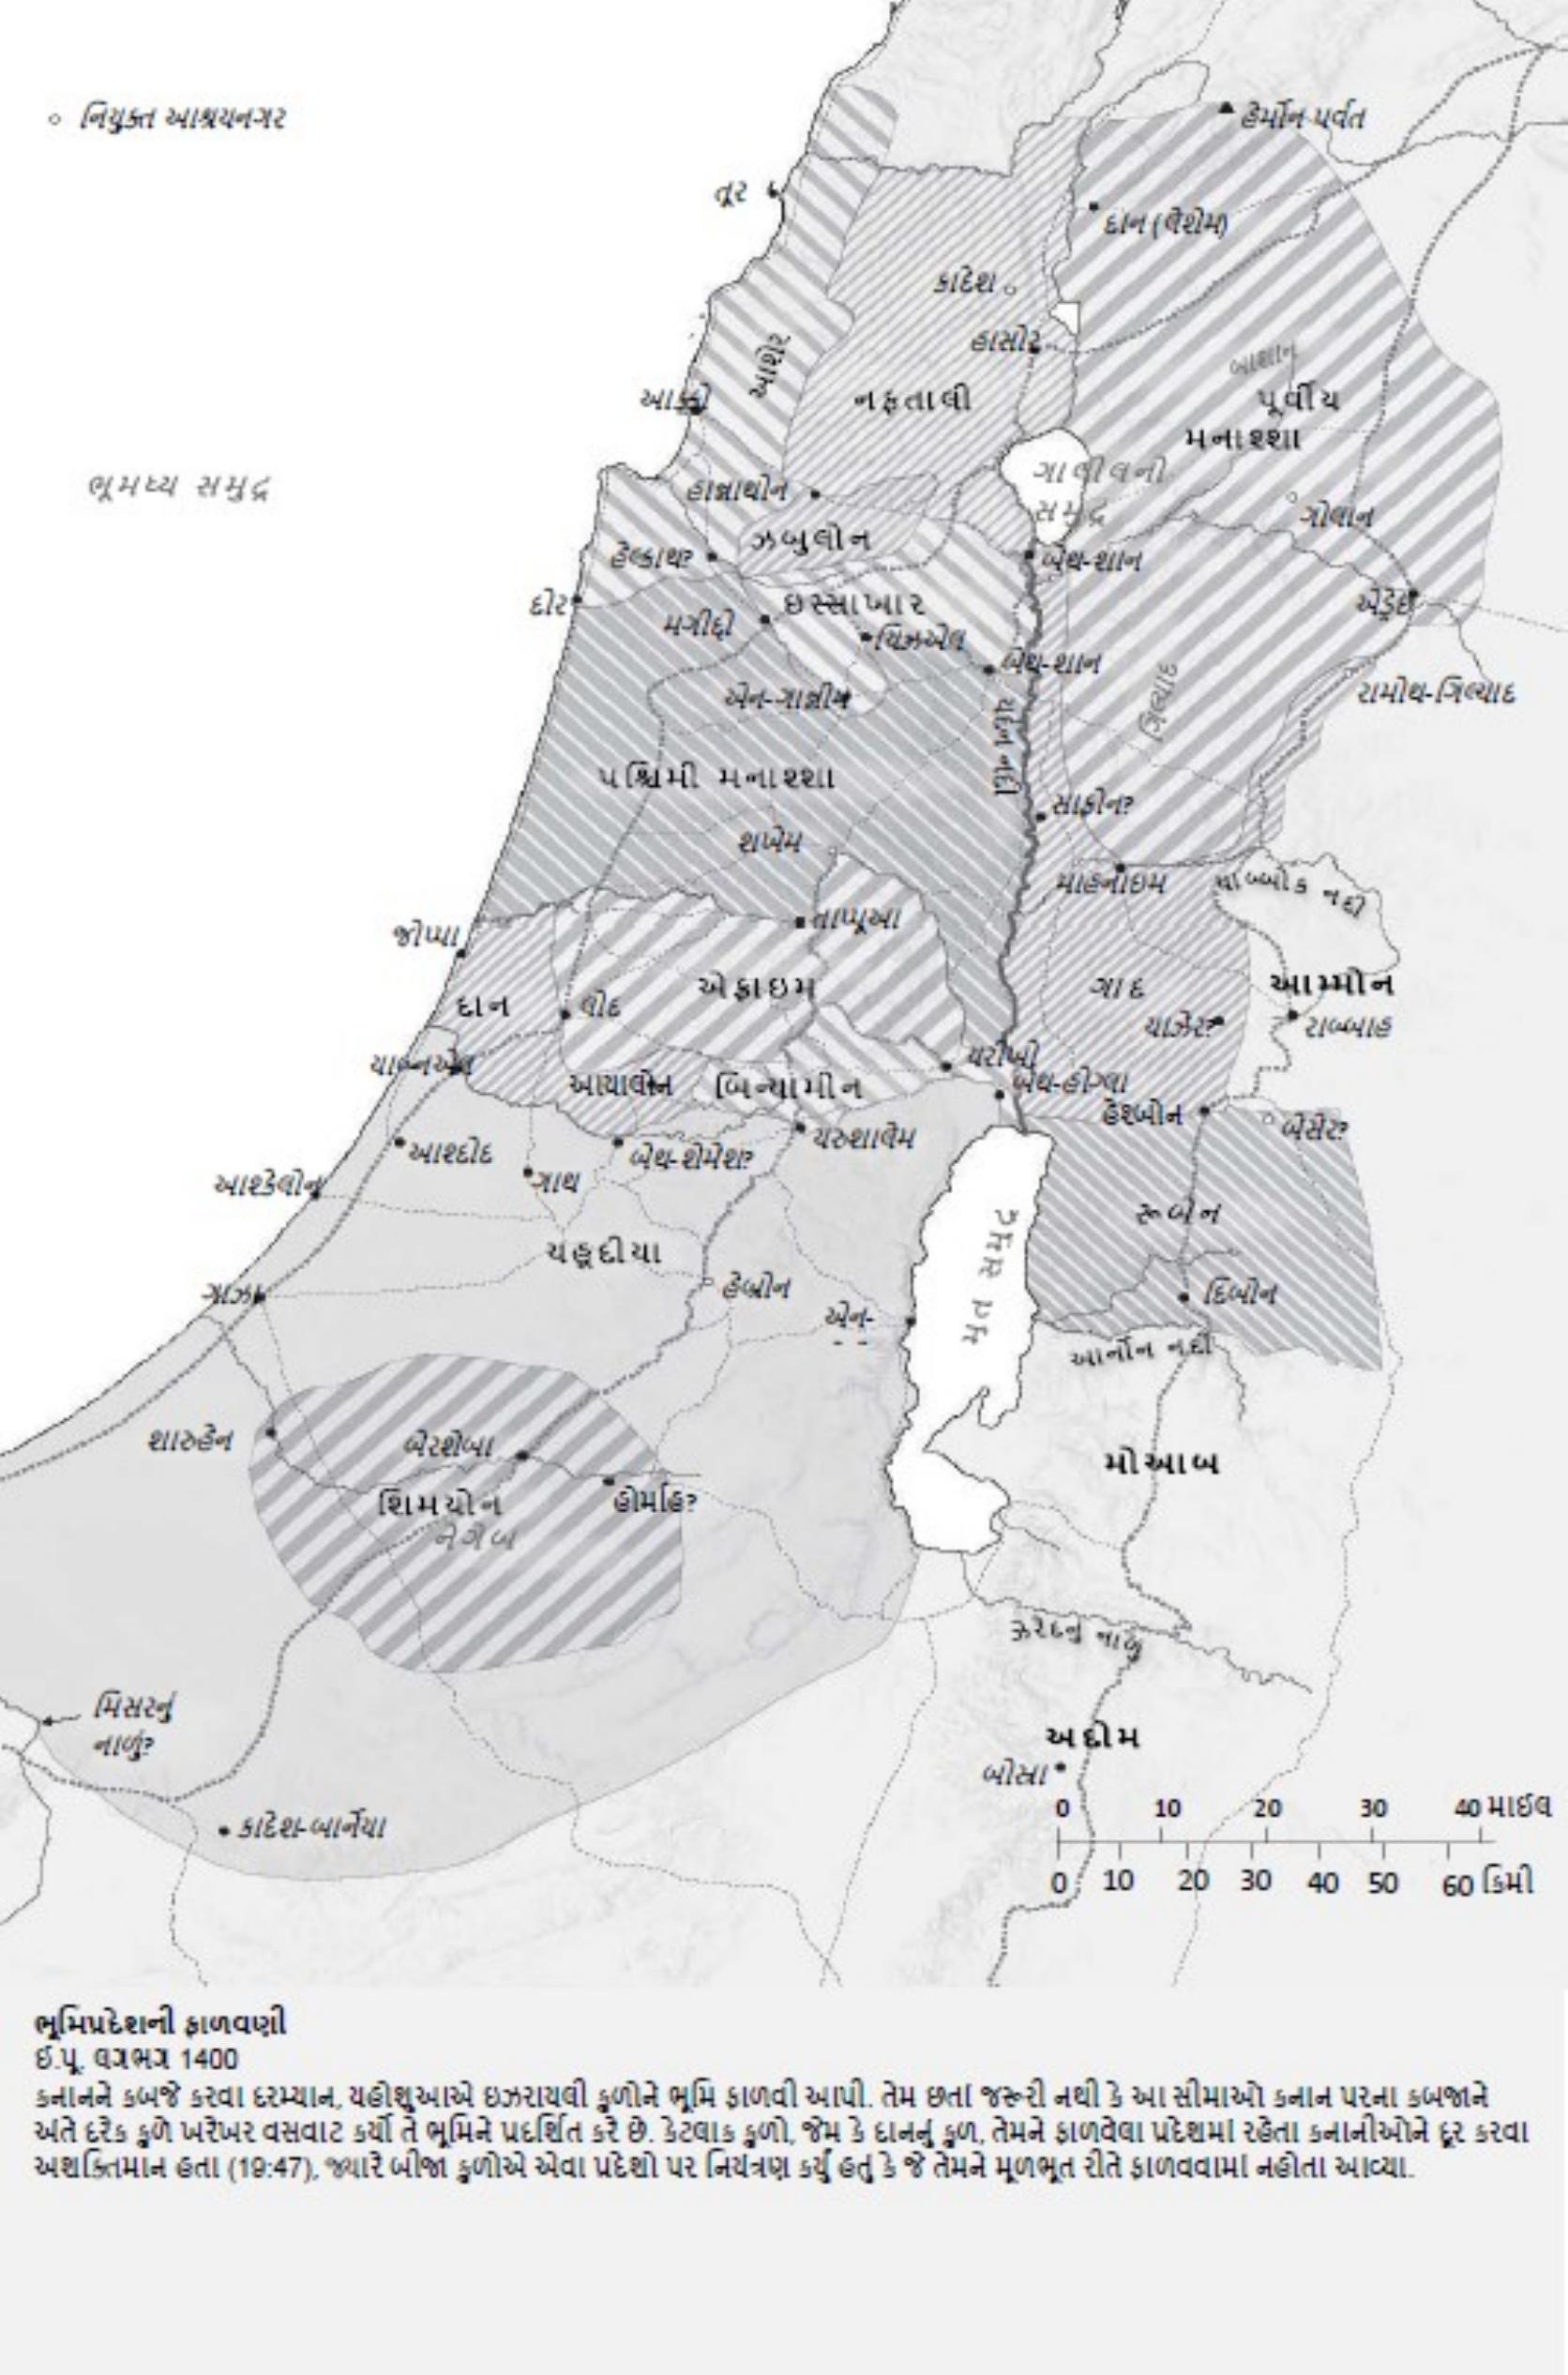 નિયુક્ત આશ્રયનગર
હેર્મોન પર્વત
તૂર
દાન (લેશેમ)
કાદેશ
હાસોર
આશેર
બાશાન
આક્કો
નફતાલી
પૂર્વીય
મનાશ્શા
ભૂમધ્ય સમુદ્ર
ગાલીલનો
સમુદ્ર
હાન્નાથોન
ગોલાન
ઝબુલોન
હેલ્કાથ?
બેથ-શાન
દોર
ઇસ્સાખાર
એડ્રેઇ
મગીદ્દો
યિઝ્રએલ
બેથ-શાન
એન-ગાન્નીમ
ગિલ્યાદ
રામોથ-ગિલ્યાદ
યર્દન નદી
પશ્ચિમી મનાશ્શા
સાફોન?
શખેમ
માહનાઇમ
યાબ્બોક નદી
તાપ્પૂઆ
જોપ્પા
એફ્રાઇમ
ગાદ
આમ્મોન
દાન
લોદ
યાઝેર?
રાબ્બાહ
યાબ્નએલ
આયાલોન
બિન્યામીન
યરીખો
બેથ-હોગ્લા
હેશ્બોન
બેસેર?
આશ્દોદ
ગાથ
બેથ-શેમેશ?
યરુશાલેમ
આશ્કેલોન
રૂબેન
યહૂદીયા
મૃત સમુદ્ર
ગાઝા
હેબ્રોન
દિબોન
એન-
આર્નોન નદી
શારુહેન
બેરશેબા
મોઆબ
શિમયોન
હોર્માહ?
નેગેબ
ઝેરેદનું નાળું
મિસરનું
નાળું?
અદોમ
બોસ્રા
કાદેશ-બાર્નેયા
0 10 20 30 40 માઈલ
0 10 20 30 40 50 60 કિમી
ભૂમિપ્રદેશની ફાળવણી
ઈ.પૂ. લગભગ 1400
કનાનને કબજે કરવા દરમ્યાન, યહોશુઆએ ઇઝરાયલી કુળોને ભૂમિ ફાળવી આપી. તેમ છતાં જરૂરી નથી કે આ સીમાઓ કનાન પરના કબજાને
અંતે દરેક કુળે ખરેખર વસવાટ કર્યો તે ભૂમિને પ્રદર્શિત કરે છે. કેટલાક કુળો, જેમ કે દાનનું કુળ, તેમને ફાળવેલા પ્રદેશમાં રહેતા કનાનીઓને દૂર કરવા
અશક્તિમાન હતા (19:47), જ્યારે બીજા કુળોએ એવા પ્રદેશો પર નિયંત્રણ કર્યું હતું કે જે તેમને મૂળભૂત રીતે ફાળવવામાં નહોતા આવ્યા.